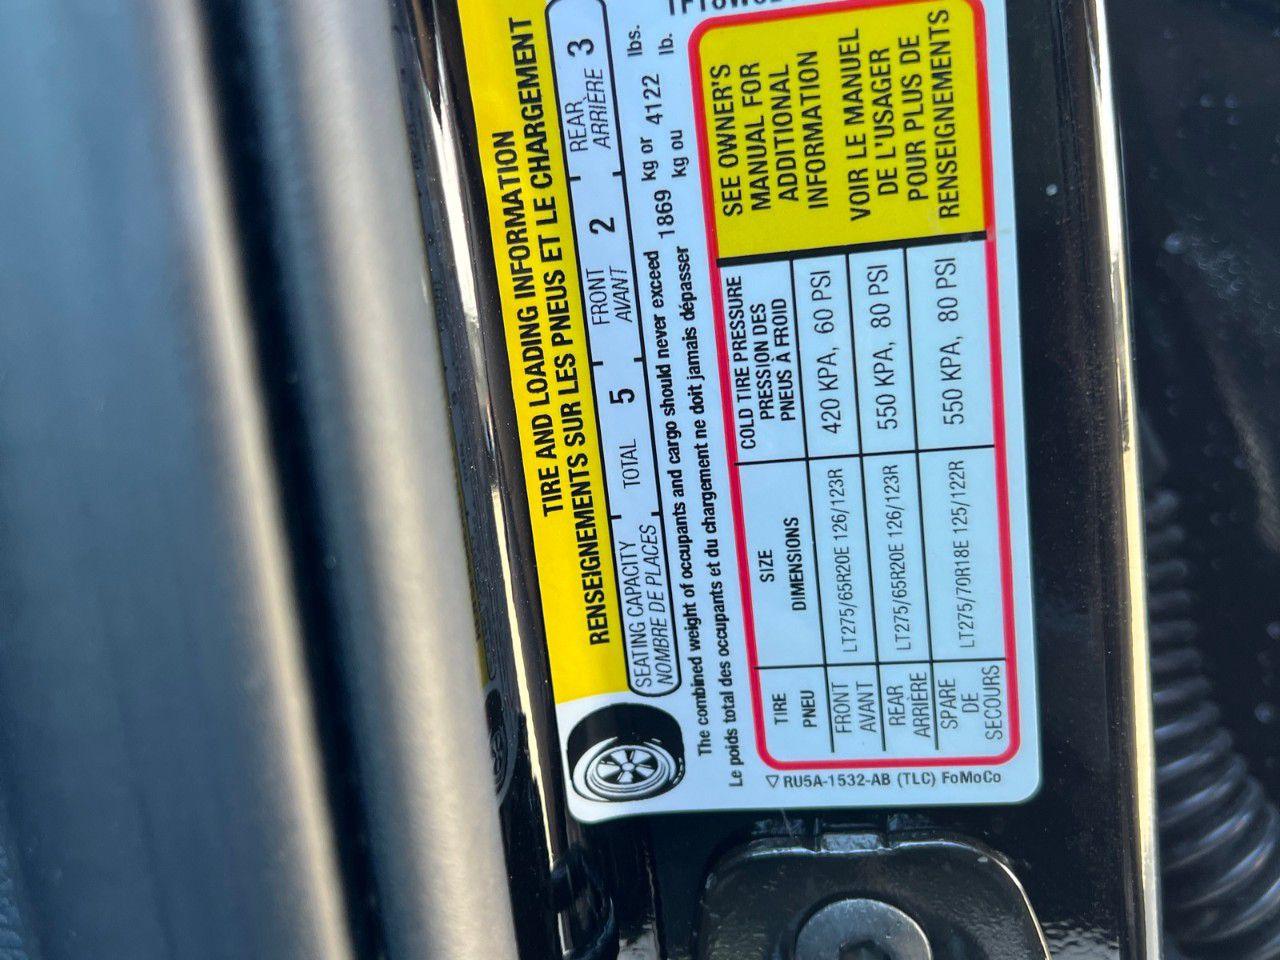 TIRE AND LOADING INFORMATION
RENSEIGNEMENTS SUR LES PNEUS ET LE CHARGEMENT
SEATING CAPACITY TOTAL 5 FRONT 2 REAR 3
NOMBRE DE PLACES AVANT ARRIÈRE
The combined weight of occupants and cargo should never exceed 1869 kg or 4122 lbs.
Le poids total des occupants et du chargement ne doit jamais dépasser kg ou lb.
TIRE SIZE COLD TIRE PRESSURE
PNEU DIMENSIONS PRESSION DES
PNEUS À FROID
FRONT LT275/65R20E 126/123R 420 KPA, 60 PSI
AVANT
REAR LT275/65R20E 126/123R 550 KPA, 80 PSI
ARRIÈRE
SPARE LT275/70R18E 125/122R 550 KPA, 80 PSI
DE
SECOURS
SEE OWNER'S
MANUAL FOR
ADDITIONAL
INFORMATION
VOIR LE MANUEL
DE L'USAGER
POUR PLUS DE
RENSEIGNEMENTS
RU5A-1532-AB (TLC) FoMoCo